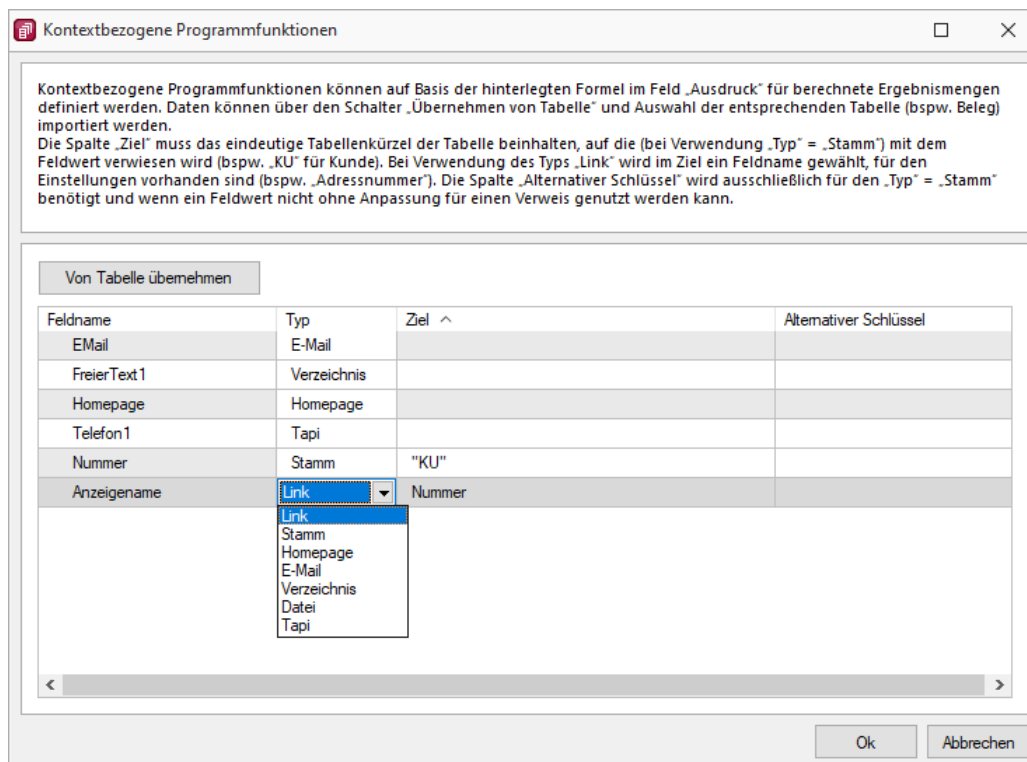 Kontextbezogene Programmfunktionen
Kontextbezogene Programmfunktionen können auf Basis der hinterlegten Formel im Feld „Ausdruck“ für berechnete Ergebnismengen
definiert werden. Daten können über den Schalter „Übernehmen von Tabelle“ und Auswahl der entsprechenden Tabelle (bspw. Beleg)
importiert werden.
Die Spalte „Ziel“ muss das eindeutige Tabellenkürzel der Tabelle beinhalten, auf die (bei Verwendung „Typ“ = „Stamm“) mit dem
Feldwert verwiesen wird (bspw. „KU“ für Kunde). Bei Verwendung des Typs „Link“ wird im Ziel ein Feldname gewählt, für den
Einstellungen vorhanden sind (bspw. „Adressnummer“). Die Spalte „Alternativer Schlüssel“ wird ausschließlich für den „Typ“ = „Stamm“
benötigt und wenn ein Feldwert nicht ohne Anpassung für einen Verweis genutzt werden kann.
Von Tabelle übernehmen
Feldname Typ Ziel Alternativer Schlüssel
EMail E-Mail
FreierText1 Verzeichnis
Homepage Homepage
Telefon1 Tapi
Nummer Stamm "KU"
Anzeigename Link Nummer
Link
Stamm
Homepage
E-Mail
Verzeichnis
Datei
Tapi
Ok Abbrechen